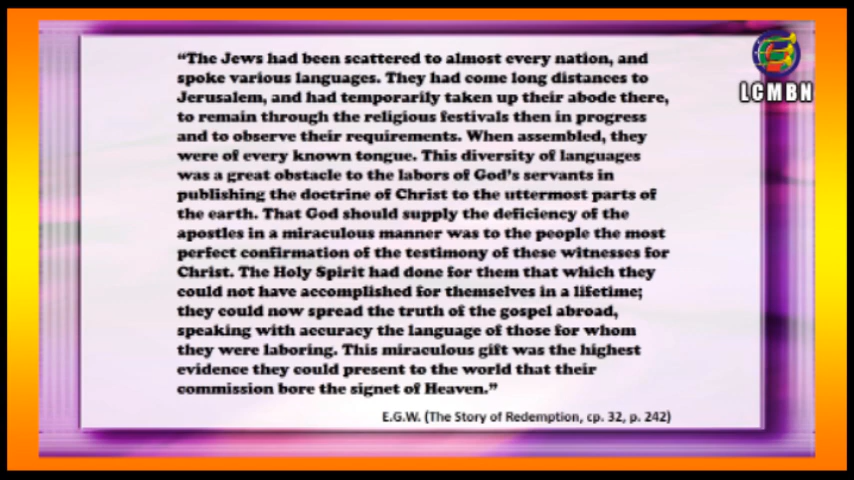 "The Jews had been scattered to almost every nation, and
spoke various languages. They had come long distances to
Jerusalem, and had temporarily taken up their abode there,
to remain through the religious festivals then in progress
and to observe their requirements. When assembled, they
were of every known tongue. This diversity of languages
was a great obstacle to the labors of God's servants in
publishing the doctrine of Christ to the uttermost parts of
the earth. That God should supply the deficiency of the
apostles in a miraculous manner was to the people the most
perfect confirmation of the testimony of these witnesses for
Christ. The Holy Spirit had done for them that which they
could not have accomplished for themselves in a lifetime;
they could now spread the truth of the gospel abroad,
speaking with accuracy the language of those for whom
they were laboring. This miraculous gift was the highest
evidence they could present to the world that their
commission bore the signet of Heaven."
E.G.W. (The Story of Redemption, cp. 32, p. 242)
LCMBN